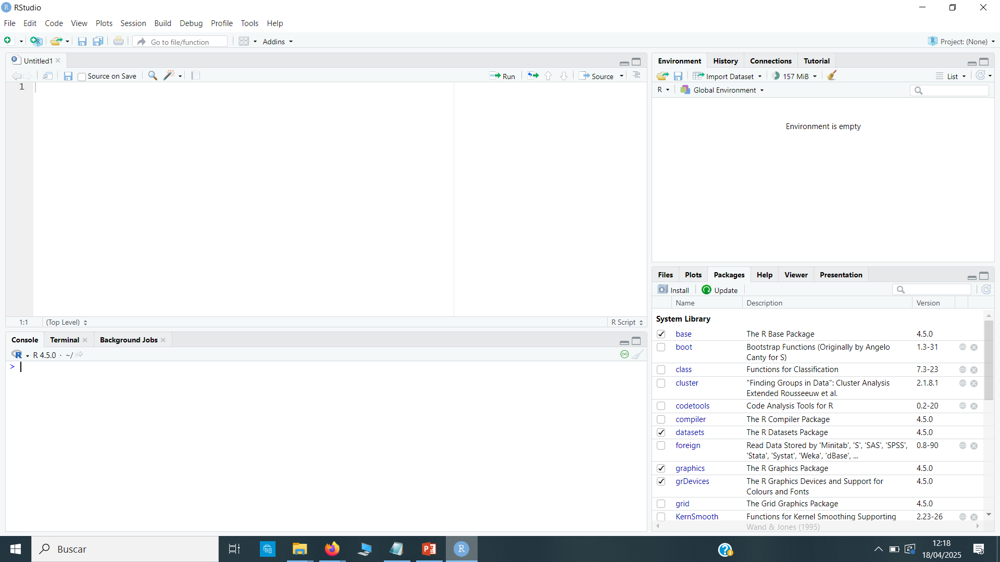 RStudio
File Edit Code View Plots Session Build Debug Profile Tools Help
Go to file/function Addins Project: (None)
Untitled1
Source on Save Run Source
1
1:1 (Top Level) R Script
Console Terminal Background Jobs
R 4.5.0 · ~/
>
Environment History Connections Tutorial
Import Dataset 157 MiB List
R Global Environment
Environment is empty
Files Plots Packages Help Viewer Presentation
Install Update
Name Description Version
System Library
base The R Base Package 4.5.0
boot Bootstrap Functions (Originally by Angelo 1.3-31
Canty for S)
class Functions for Classification 7.3-23
cluster "Finding Groups in Data": Cluster Analysis 2.1.8.1
Extended Rousseeuw et al.
codetools Code Analysis Tools for R 0.2-20
compiler The R Compiler Package 4.5.0
datasets The R Datasets Package 4.5.0
foreign Read Data Stored by 'Minitab', 'S', 'SAS', 'SPSS', 0.8-90
'Stata', 'Systat', 'Weka', 'dBase', ...
graphics The R Graphics Package 4.5.0
grDevices The R Graphics Devices and Support for 4.5.0
Colours and Fonts
grid The Grid Graphics Package 4.5.0
KernSmooth Functions for Kernel Smoothing Supporting 2.23-26
Wand & Jones (1995)
Buscar
12:18
18/04/2025